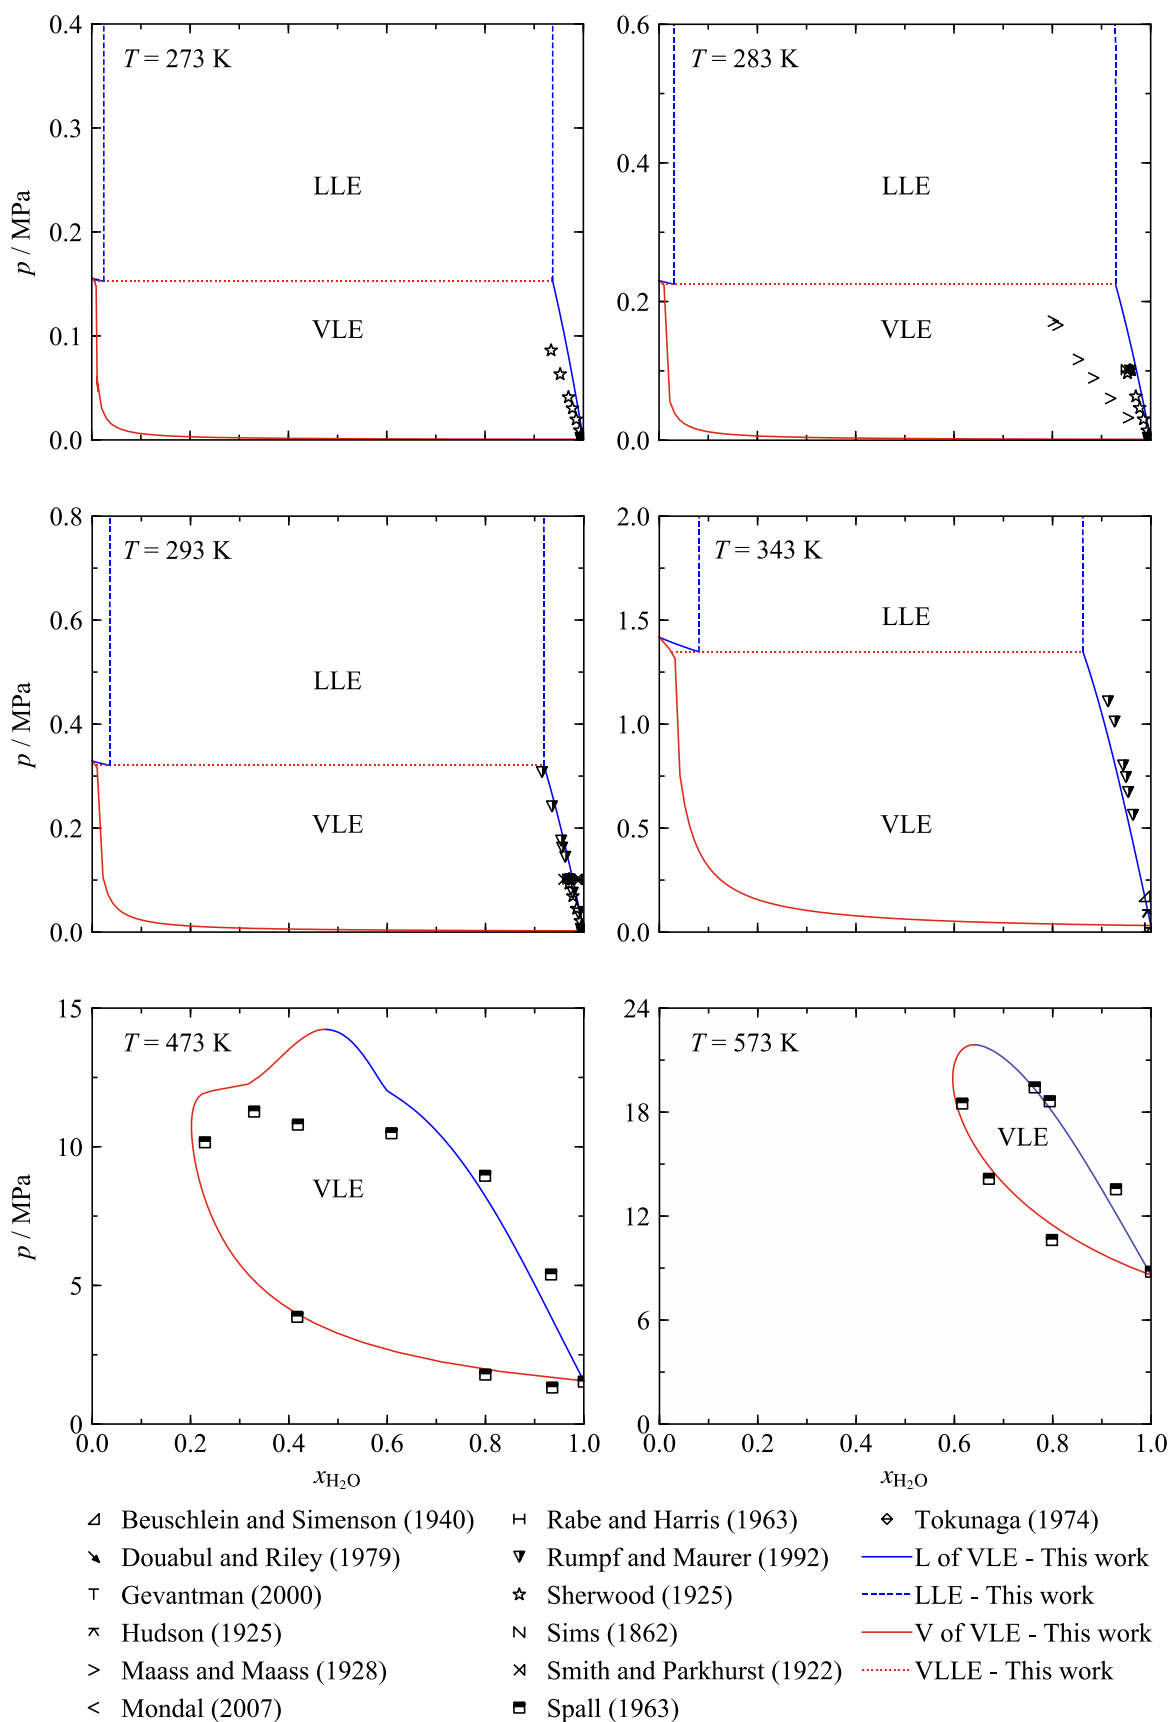 T = 273 K
0.4
0.3
0.2
0.1
0.0
p / MPa
LLE
VLE
T = 283 K
0.6
0.4
0.2
0.0
LLE
VLE
T = 293 K
0.8
0.6
0.4
0.2
0.0
p / MPa
LLE
VLE
T = 343 K
2.0
1.5
1.0
0.5
0.0
LLE
VLE
T = 473 K
15
10
5
0
p / MPa
VLE
0.0 0.2 0.4 0.6 0.8 1.0
xH2O
T = 573 K
24
18
12
6
0
VLE
0.0 0.2 0.4 0.6 0.8 1.0
xH2O
Beuschlein and Simenson (1940)
Douabul and Riley (1979)
Gevantman (2000)
Hudson (1925)
Maass and Maass (1928)
Mondal (2007)
Rabe and Harris (1963)
Rumpf and Maurer (1992)
Sherwood (1925)
Sims (1862)
Smith and Parkhurst (1922)
Spall (1963)
Tokunaga (1974)
L of VLE - This work
LLE - This work
V of VLE - This work
VLLE - This work